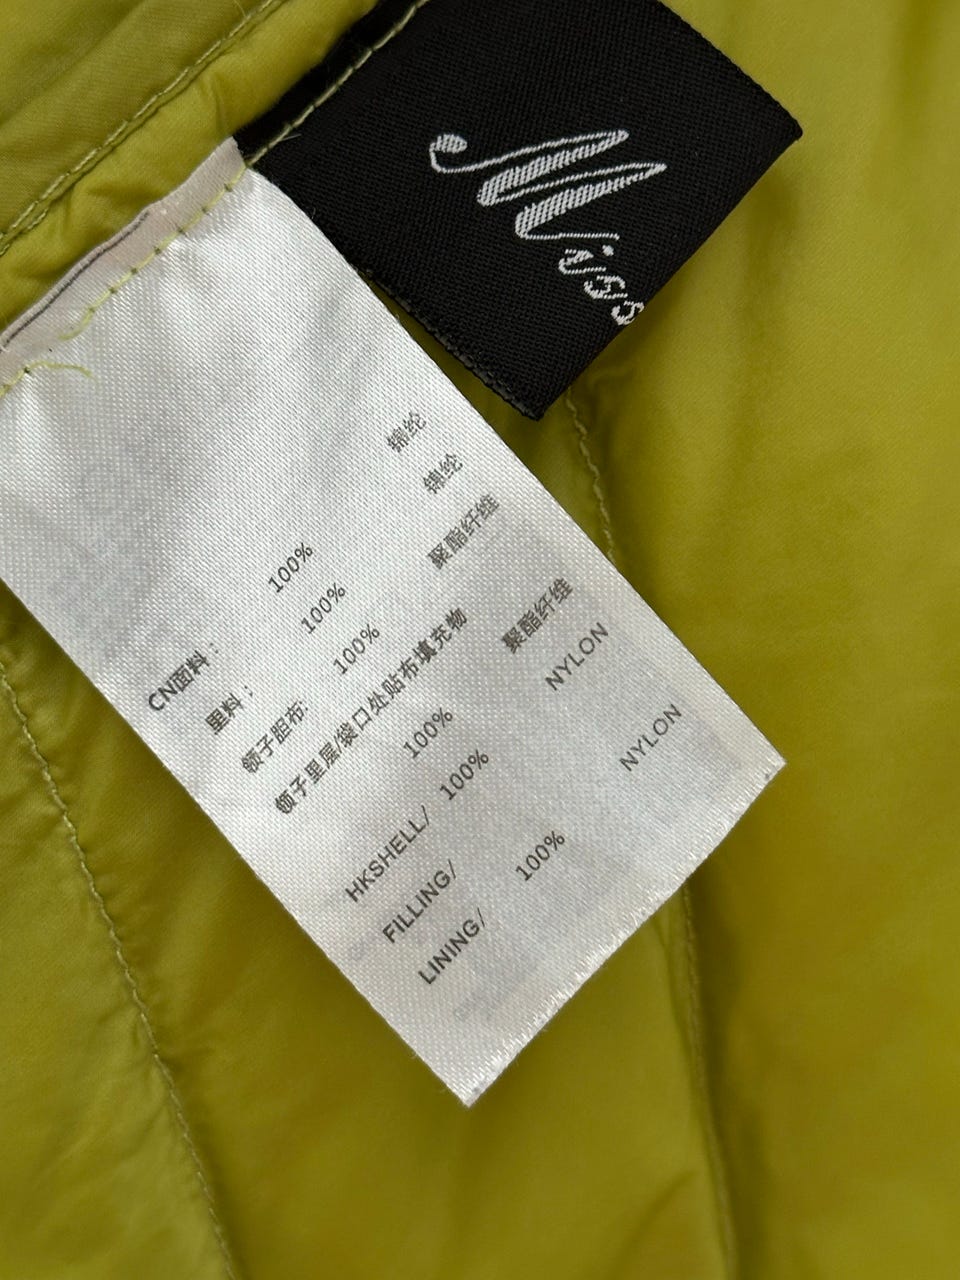 Miss
CN面料： 100% 锦纶
里料： 100% 锦纶
领子胆布: 100% 聚酯纤维
领子里层/袋口处贴布填充物
100% 聚酯纤维
HKSHELL/ 100% NYLON
FILLING/
LINING/ 100% NYLON